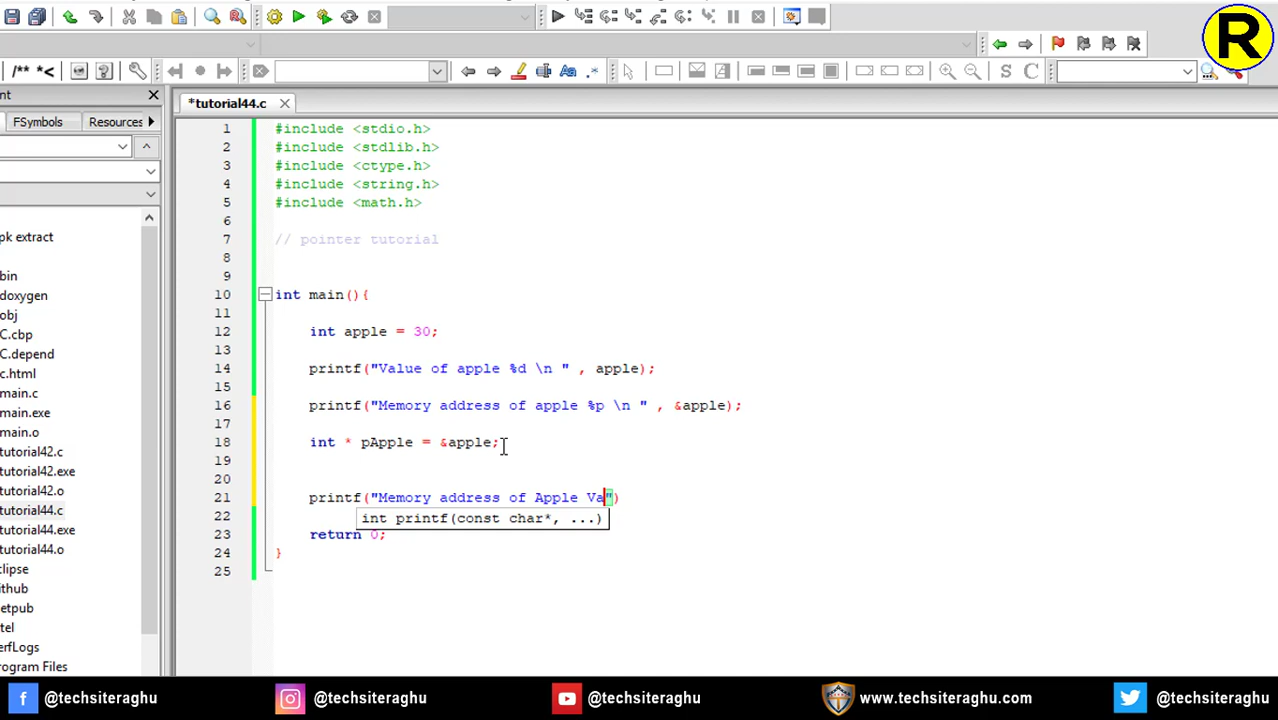 R
/** *<
.*
S C
nt
*tutorial44.c
FSymbols Resources
pk extract
bin
doxygen
obj
C.cbp
C.depend
c.html
main.c
main.exe
main.o
tutorial42.c
tutorial42.exe
tutorial42.o
tutorial44.c
tutorial44.exe
tutorial44.o
clipse
ithub
etpub
tel
erfLogs
rogram Files
1 #include <stdio.h>
2 #include <stdlib.h>
3 #include <ctype.h>
4 #include <string.h>
5 #include <math.h>
6
7 // pointer tutorial
8
9
10 int main(){
11
12 int apple = 30;
13
14 printf("Value of apple %d \n " , apple);
15
16 printf("Memory address of apple %p \n " , &apple);
17
18 int * pApple = &apple;
19
20
21 printf("Memory address of Apple Va")
int printf(const char*, ...)
22
23 return 0;
24 }
25
@techsiteraghu @techsiteraghu @techsiteraghu www.techsiteraghu.com @techsiteraghu